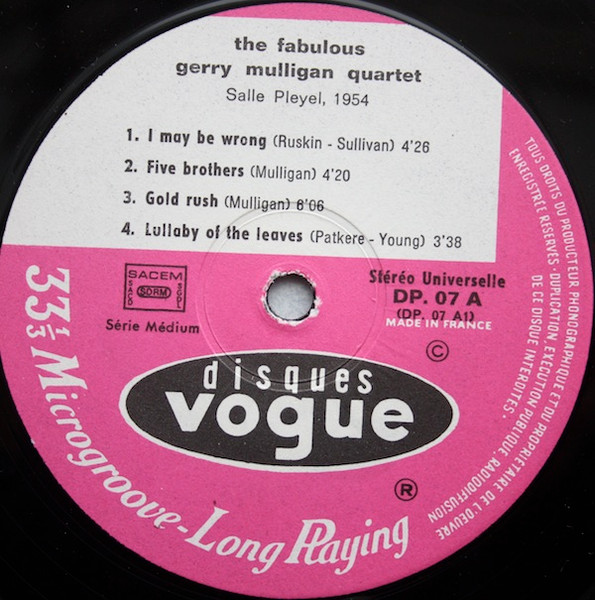 the fabulous
gerry mulligan quartet
Salle Pleyel, 1954
1. I may be wrong (Ruskin - Sullivan) 4'26
2. Five brothers (Mulligan) 4'20
3. Gold rush (Mulligan) 6'06
4. Lullaby of the leaves (Patkere - Young) 3'38
SACEM
SACD SDRM SGDL
Série Médium
Stéréo Universelle
DP. 07 A
(DP. 07 A1)
MADE IN FRANCE
©
disques
vogue
®
33 1/3 Microgroove - Long Playing
TOUS DROITS DU PRODUCTEUR PHONOGRAPHIQUE ET DU PROPRIÉTAIRE DE L'OEUVRE
ENREGISTRÉE RÉSERVÉS - DUPLICATION, EXÉCUTION PUBLIQUE, RADIODIFFUSION
DE CE DISQUE INTERDITES -